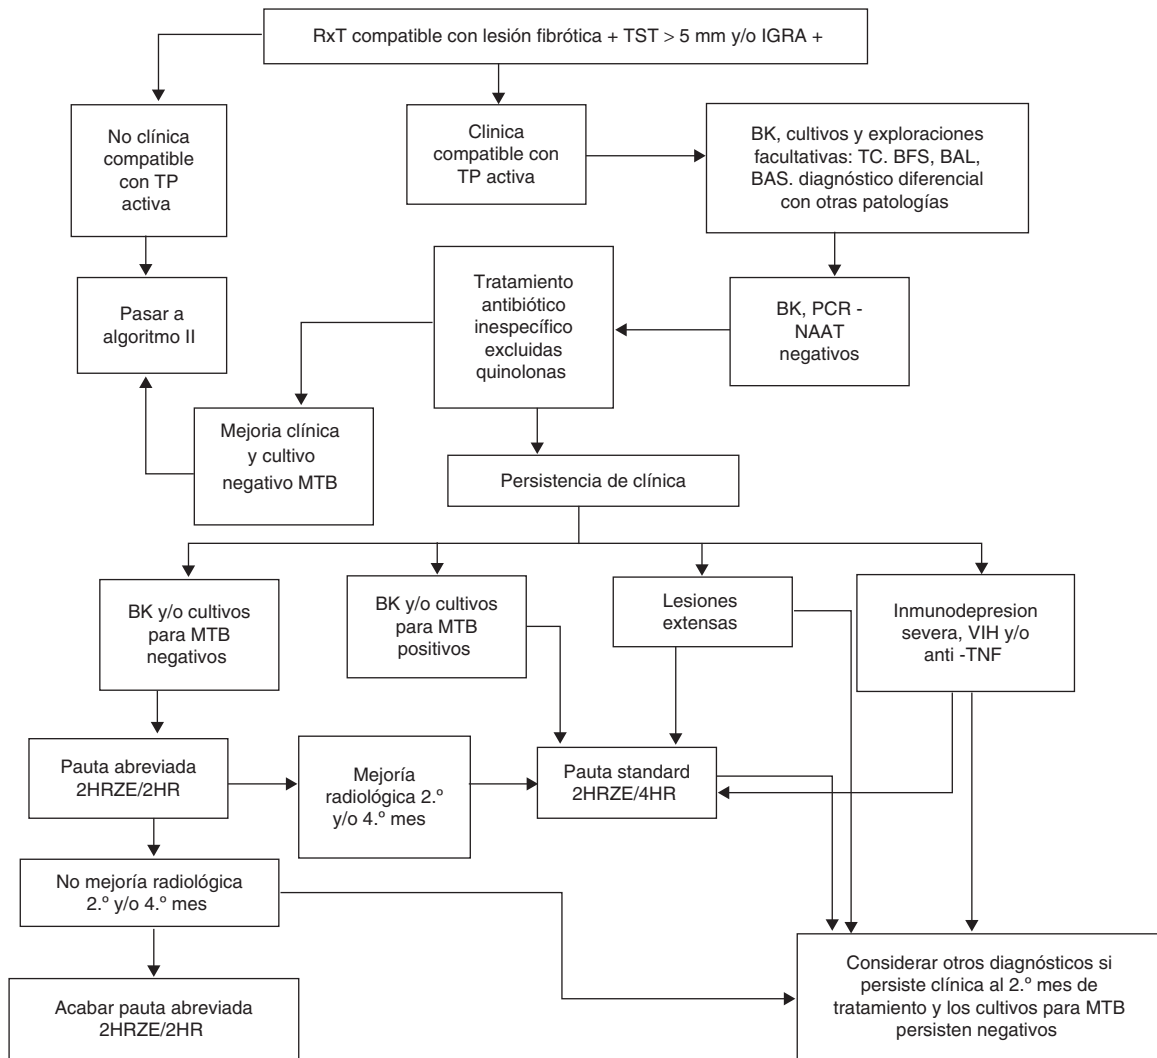 RxT compatible con lesión fibrótica + TST > 5 mm y/o IGRA +
No clínica
compatible
con TP
activa
Clinica
compatible con
TP activa
BK, cultivos y exploraciones
facultativas: TC. BFS, BAL,
BAS. diagnóstico diferencial
con otras patologías
Pasar a
algoritmo II
Tratamiento
antibiótico
inespecífico
excluidas
quinolonas
BK, PCR -
NAAT
negativos
Mejoria clínica
y cultivo
negativo MTB
Persistencia de clínica
BK y/o cultivos
para MTB
negativos
BK y/o cultivos
para MTB
positivos
Lesiones
extensas
Inmunodepresion
severa, VIH y/o
anti -TNF
Pauta abreviada
2HRZE/2HR
Mejoría
radiológica 2.º
y/o 4.º mes
Pauta standard
2HRZE/4HR
No mejoría radiológica
2.º y/o 4.º mes
Acabar pauta abreviada
2HRZE/2HR
Considerar otros diagnósticos si
persiste clínica al 2.º mes de
tratamiento y los cultivos para MTB
persisten negativos